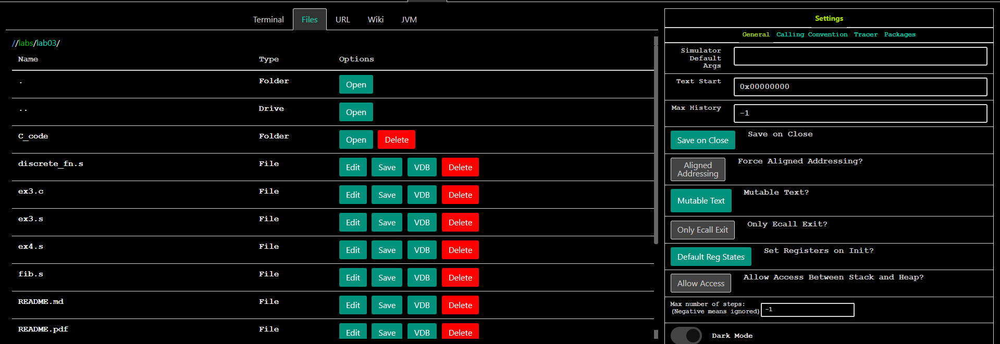 Terminal Files URL Wiki JVM
//labs/lab03/
Name Type Options
. Folder Open
.. Drive Open
C_code Folder Open Delete
discrete_fn.s File Edit Save VDB Delete
ex3.c File Edit Save VDB Delete
ex3.s File Edit Save VDB Delete
ex4.s File Edit Save VDB Delete
fib.s File Edit Save VDB Delete
README.md File Edit Save VDB Delete
README.pdf File Edit Save VDB Delete
Settings
General Calling Convention Tracer Packages
Simulator
Default
Args
Text Start 0x00000000
Max History -1
Save on Close Save on Close
Aligned
Addressing
Force Aligned Addressing?
Mutable Text Mutable Text?
Only Ecall Exit Only Ecall Exit?
Default Reg States Set Registers on Init?
Allow Access Allow Access Between Stack and Heap?
Max number of steps:
(Negative means ignored) -1
Dark Mode